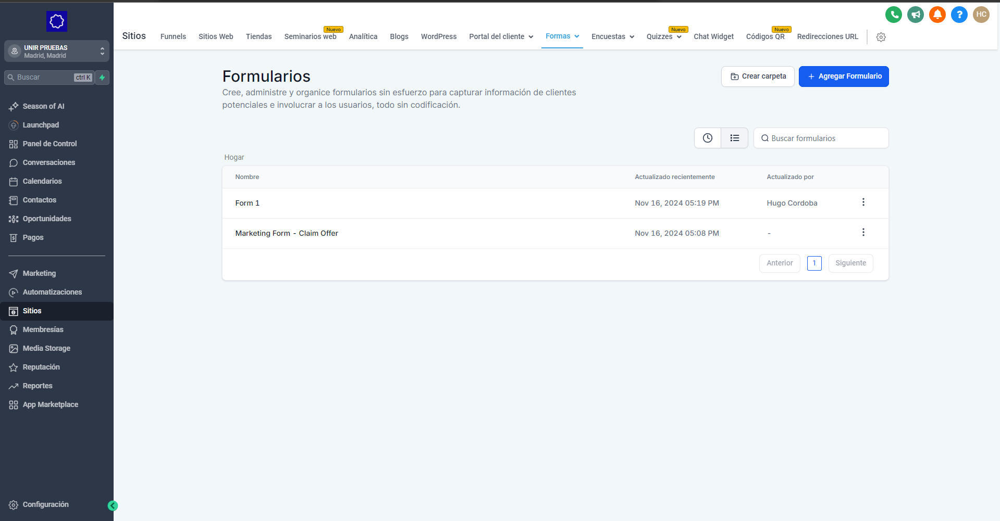 UNIR PRUEBAS
Madrid, Madrid
Buscar ctrl K
Season of AI
Launchpad
Panel de Control
Conversaciones
Calendarios
Contactos
Oportunidades
Pagos
Marketing
Automatizaciones
Sitios
Membresías
Media Storage
Reputación
Reportes
App Marketplace
Configuración
HC
Nuevo Nuevo Nuevo
Sitios Funnels Sitios Web Tiendas Seminarios web Analítica Blogs WordPress Portal del cliente Formas Encuestas Quizzes Chat Widget Códigos QR Redirecciones URL
Formularios
Crear carpeta
+ Agregar Formulario
Cree, administre y organice formularios sin esfuerzo para capturar información de clientes
potenciales e involucrar a los usuarios, todo sin codificación.
Buscar formularios
Hogar
Nombre Actualizado recientemente Actualizado por
Form 1 Nov 16, 2024 05:19 PM Hugo Cordoba
Marketing Form - Claim Offer Nov 16, 2024 05:08 PM -
Anterior 1 Siguiente